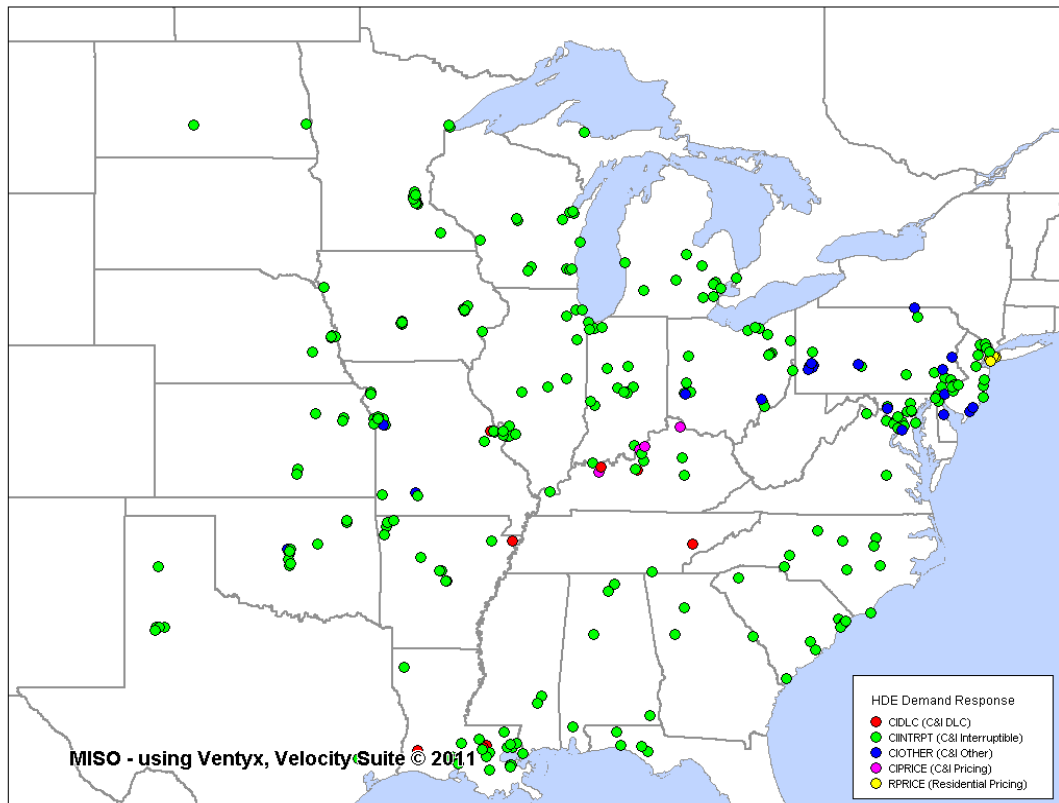 HDE Demand Response
CIDLC (C&I DLC)
CIINTRPT (C&I Interruptible)
CIOTHER (C&I Other)
CIPRICE (C&I Pricing)
RPRICE (Residential Pricing)
MISO - using Ventyx, Velocity Suite © 2011